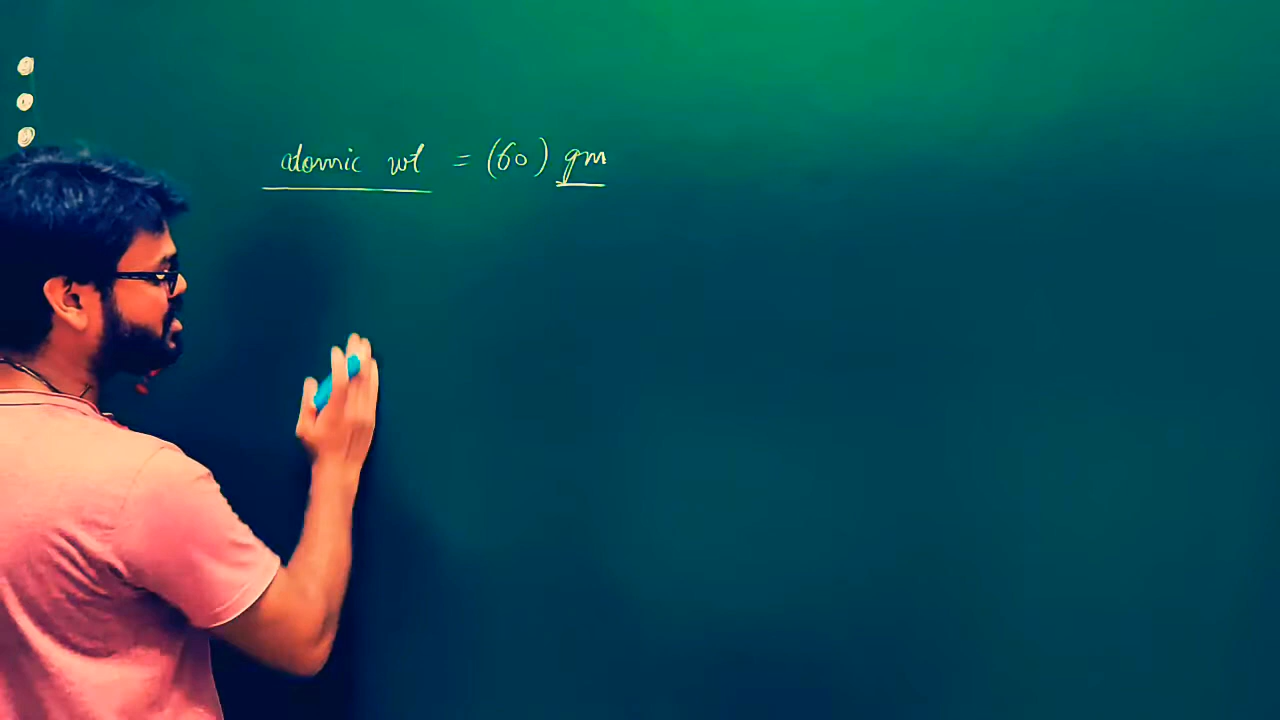 atomic wt = (60) gm